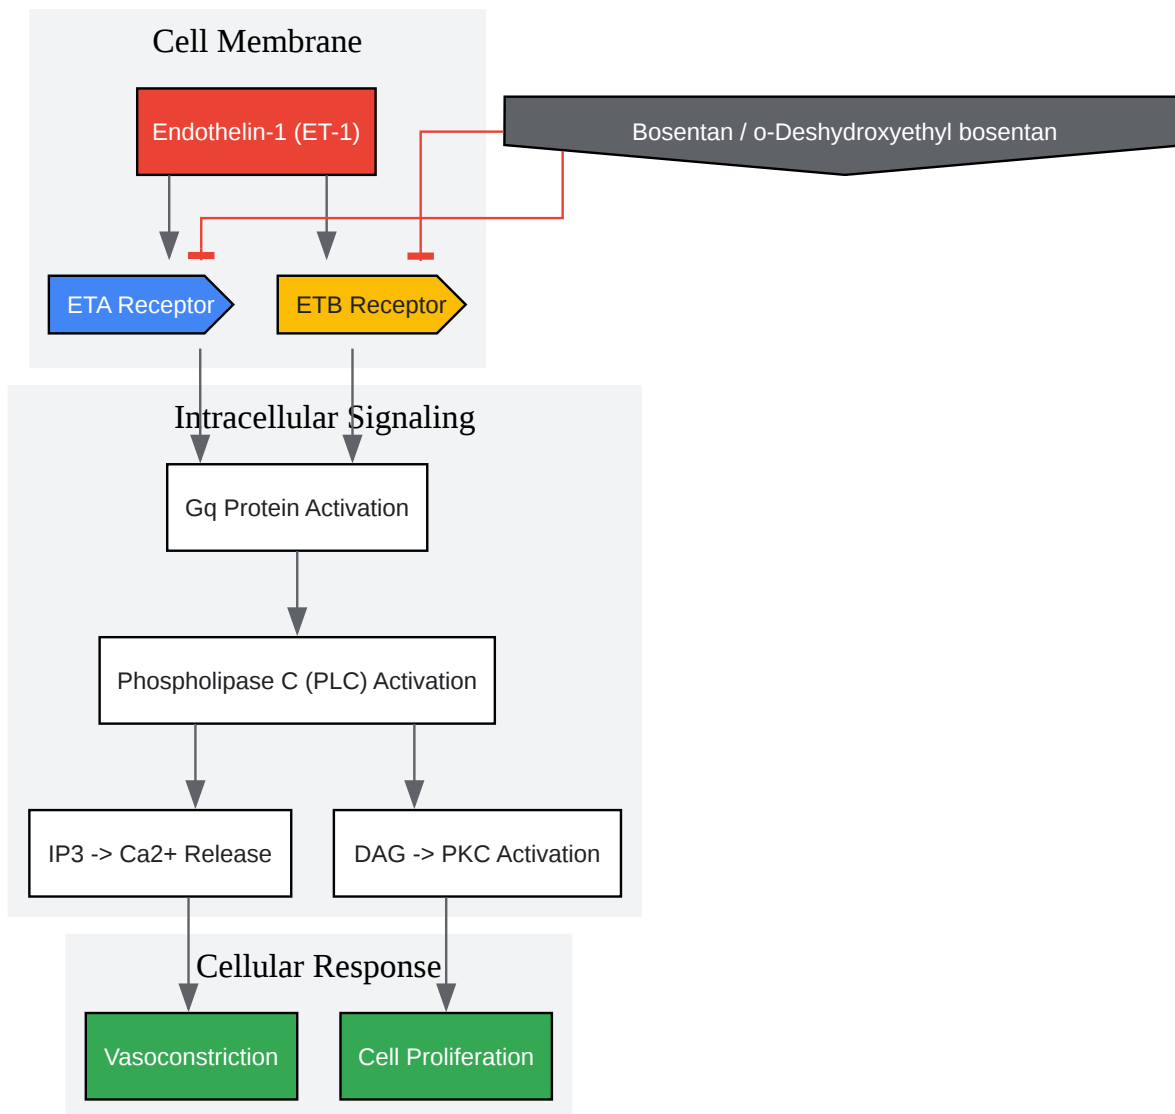 Cell Membrane
Endothelin-1 (ET-1)
Bosentan / o-Deshydroxyethyl bosentan
ETA Receptor
ETB Receptor
Intracellular Signaling
Gq Protein Activation
Phospholipase C (PLC) Activation
IP3 -> Ca2+ Release
DAG -> PKC Activation
Cellular Response
Vasoconstriction
Cell Proliferation